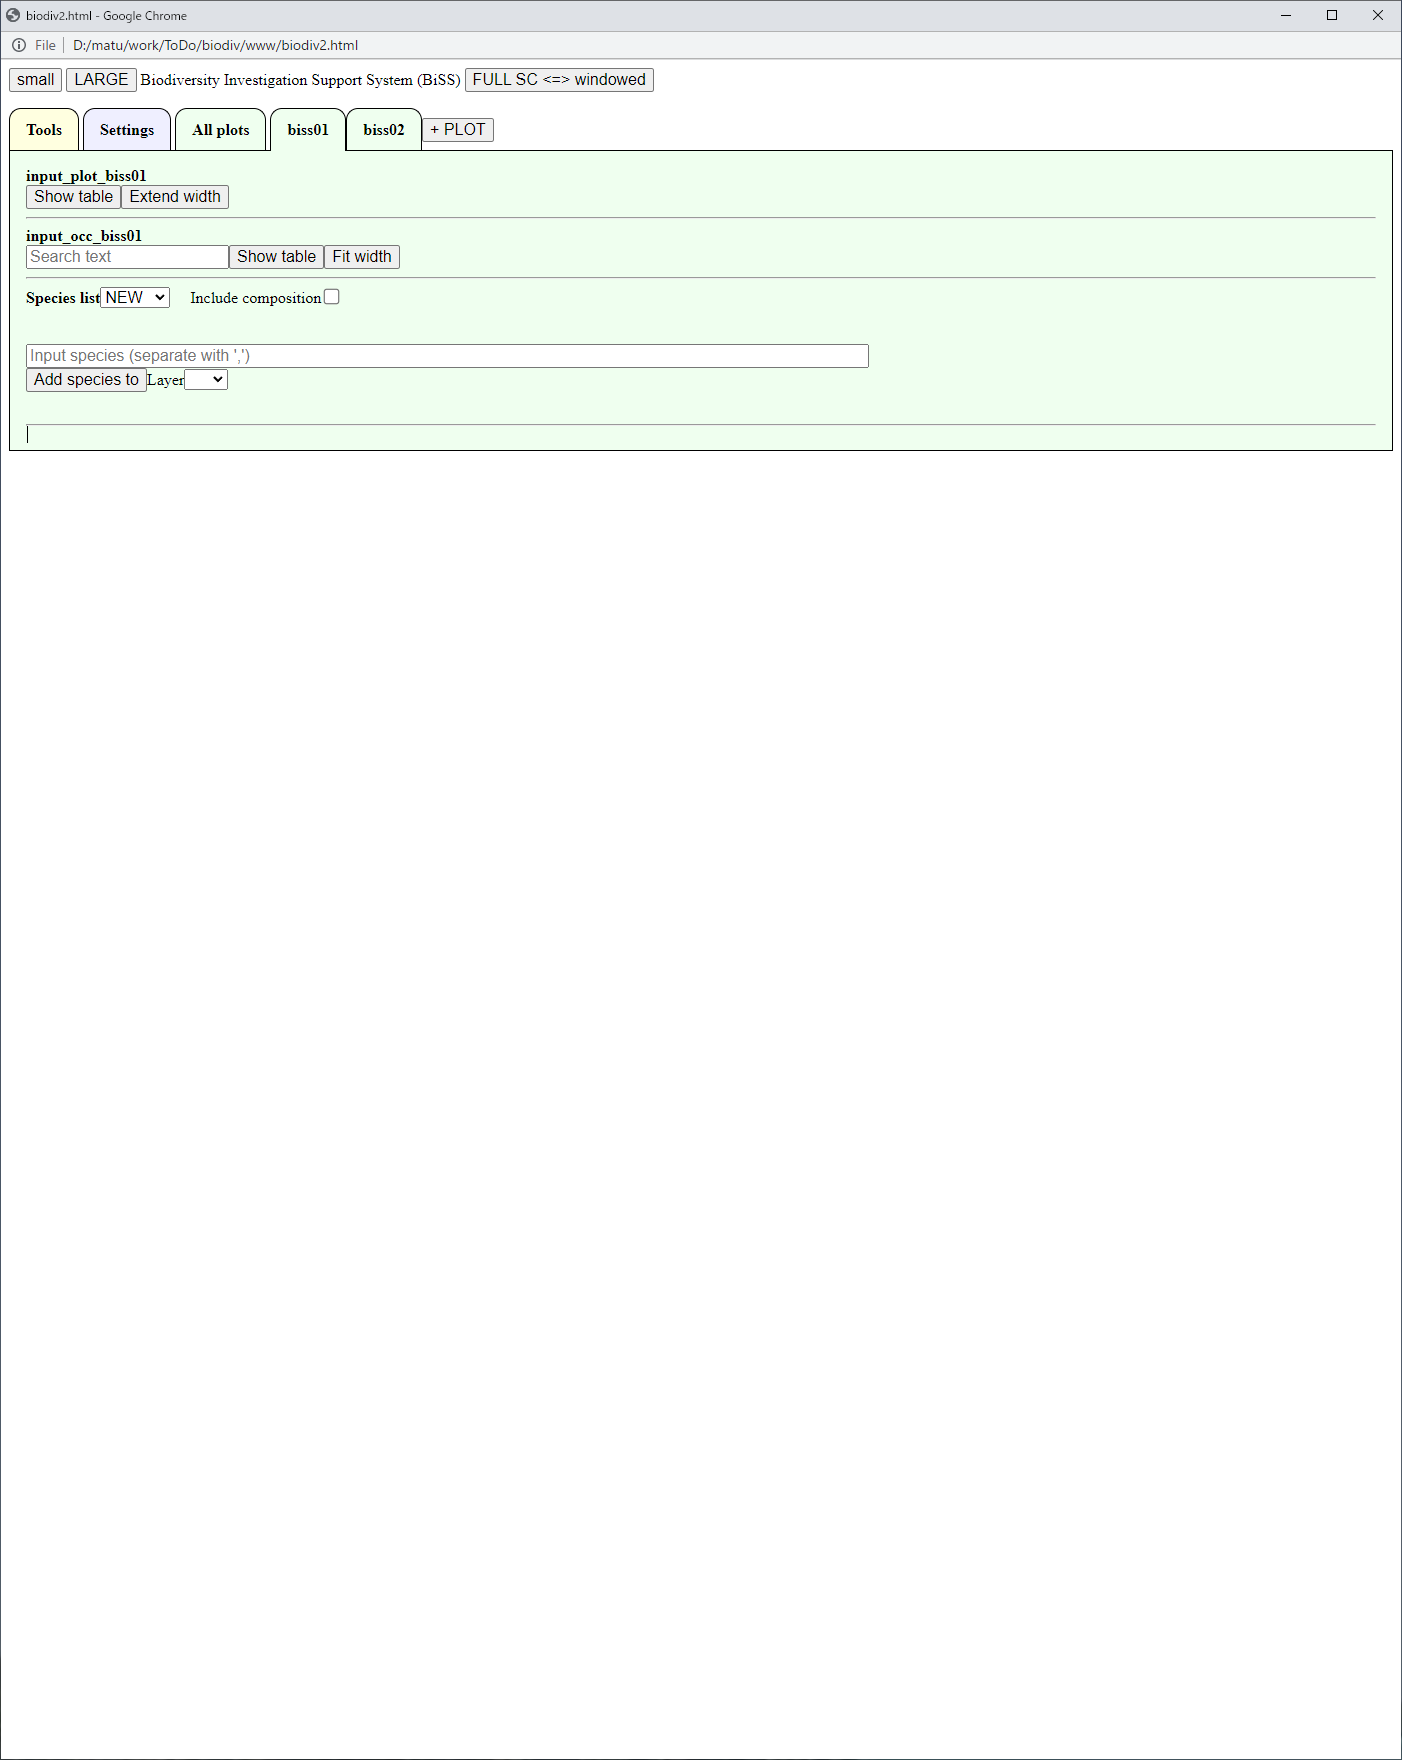 biodiv2.html - Google Chrome
File D:/matu/work/ToDo/biodiv/www/biodiv2.html
small LARGE Biodiversity Investigation Support System (BiSS) FULL SC <=> windowed
Tools Settings All plots biss01 biss02 + PLOT
input_plot_biss01
Show table Extend width
input_occ_biss01
Search text Show table Fit width
Species list NEW Include composition
Input species (separate with ',')
Add species to Layer